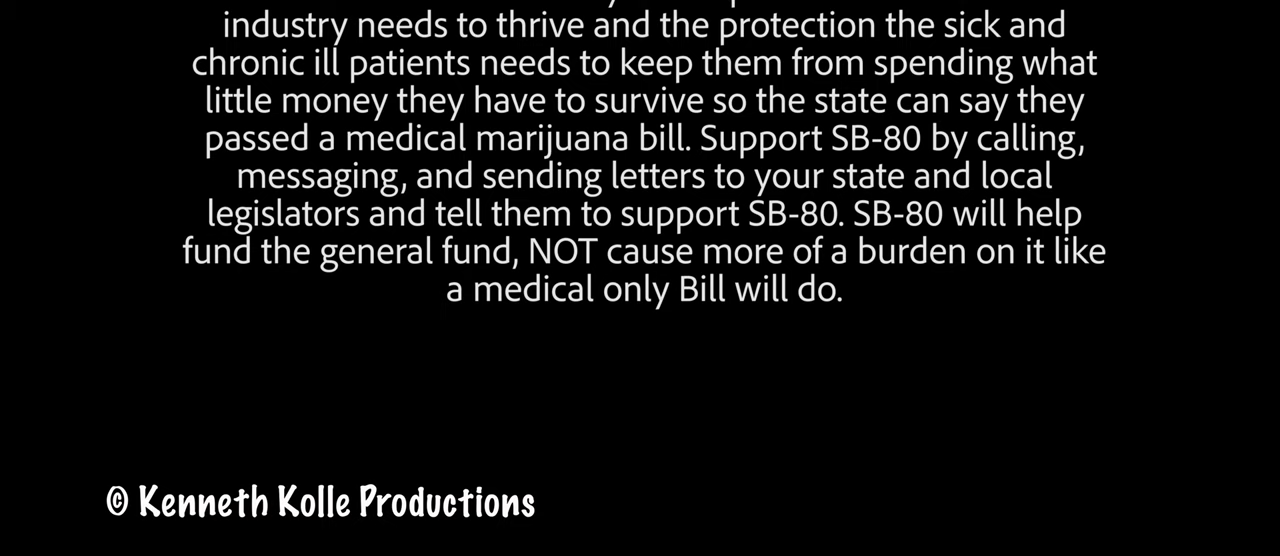 industry needs to thrive and the protection the sick and
chronic ill patients needs to keep them from spending what
little money they have to survive so the state can say they
passed a medical marijuana bill. Support SB-80 by calling,
messaging, and sending letters to your state and local
legislators and tell them to support SB-80. SB-80 will help
fund the general fund, NOT cause more of a burden on it like
a medical only Bill will do.
© Kenneth Kolle Productions